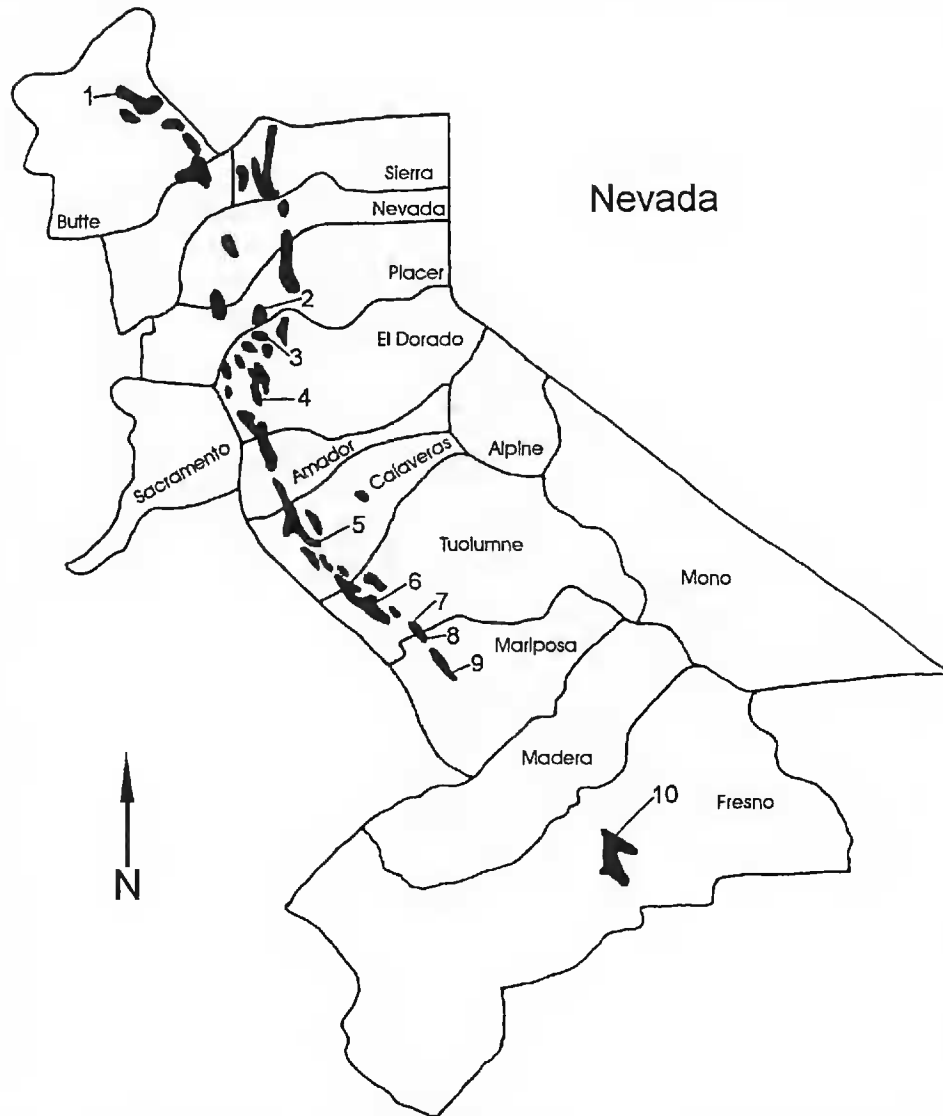 1
Sierra
Nevada
Nevada
Butte
Placer
2
El Dorado
3
4
Sacramento
Amador
Calaveras
Alpine
5
Tuolumne
Mono
6
7
8
Mariposa
9
Madera
10
Fresno
N